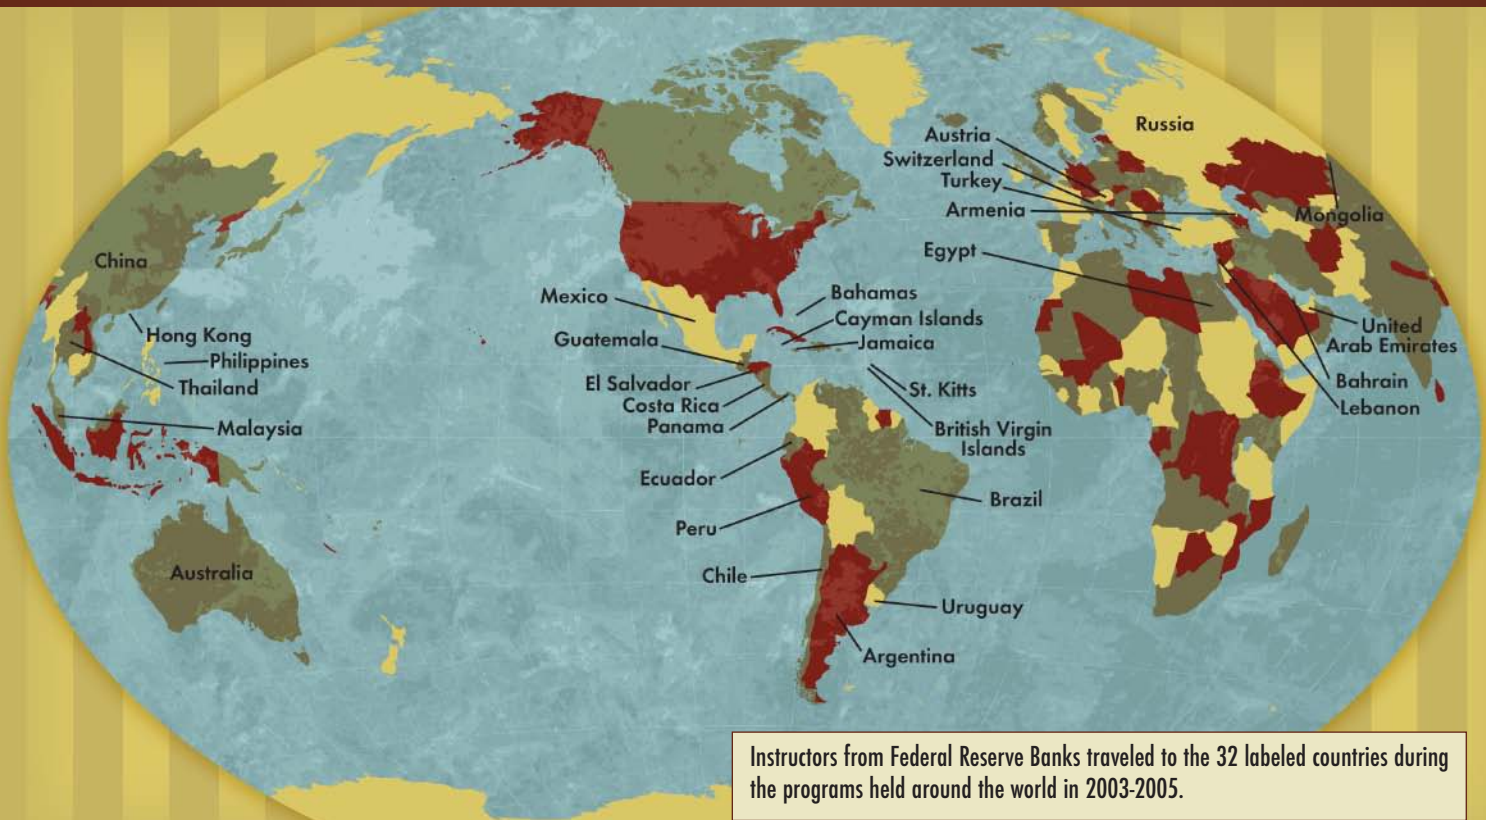 Russia
Austria
Switzerland
Turkey
Armenia
Mongolia
Egypt
China
Mexico
Bahamas
Cayman Islands
Hong Kong
Guatemala
Jamaica
United
Arab Emirates
Philippines
Thailand
El Salvador
St. Kitts
Bahrain
Costa Rica
Lebanon
Panama
Malaysia
British Virgin
Islands
Ecuador
Brazil
Peru
Australia
Chile
Uruguay
Argentina
Instructors from Federal Reserve Banks traveled to the 32 labeled countries during
the programs held around the world in 2003-2005.